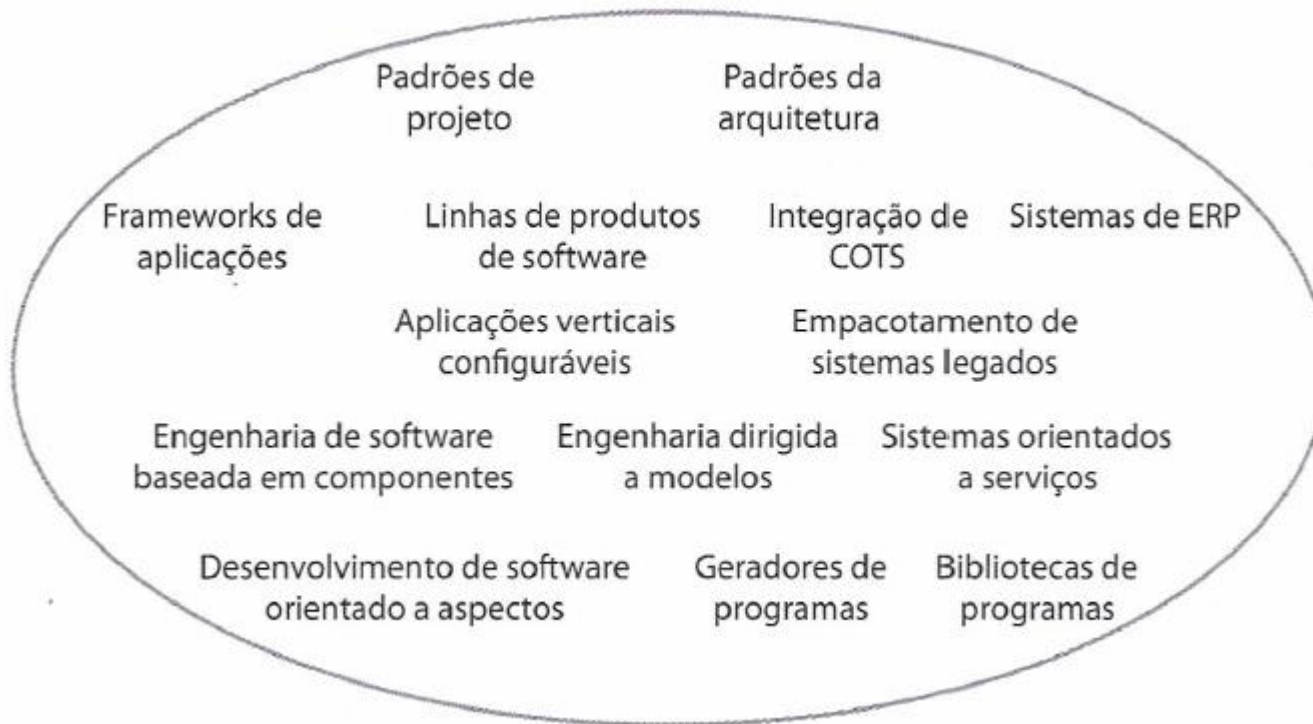 Padrões de
projeto
Padrões da
arquitetura
Frameworks de
aplicações
Linhas de produtos
de software
Integração de
COTS
Sistemas de ERP
Aplicações verticais
configuráveis
Empacotamento de
sistemas legados
Engenharia de software
baseada em componentes
Engenharia dirigida
a modelos
Sistemas orientados
a serviços
Desenvolvimento de software
orientado a aspectos
Geradores de
programas
Bibliotecas de
programas